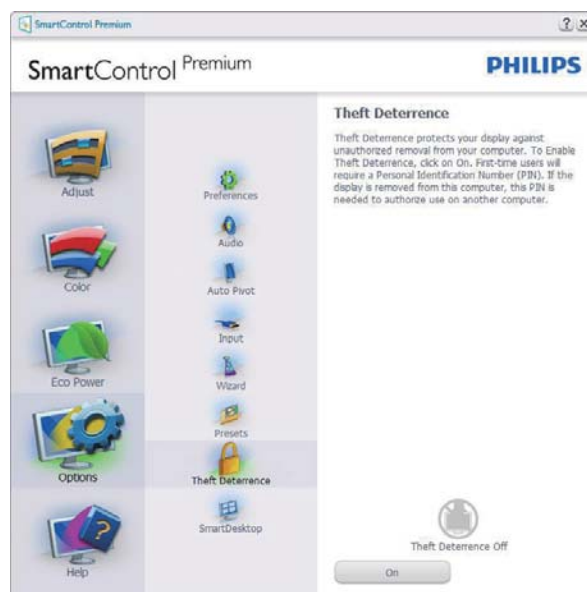 SmartControl Premium
? x
SmartControl Premium
PHILIPS
Adjust
Color
Eco Power
Options
Help
Preferences
Audio
Auto Pivot
Input
Wizard
Presets
Theft Deterrence
SmartDesktop
Theft Deterrence
Theft Deterrence protects your display against
unauthorized removal from your computer. To Enable
Theft Deterrence, click on On. First-time users will
require a Personal Identification Number (PIN). If the
display is removed from this computer, this PIN is
needed to authorize use on another computer.
Theft Deterrence Off
On